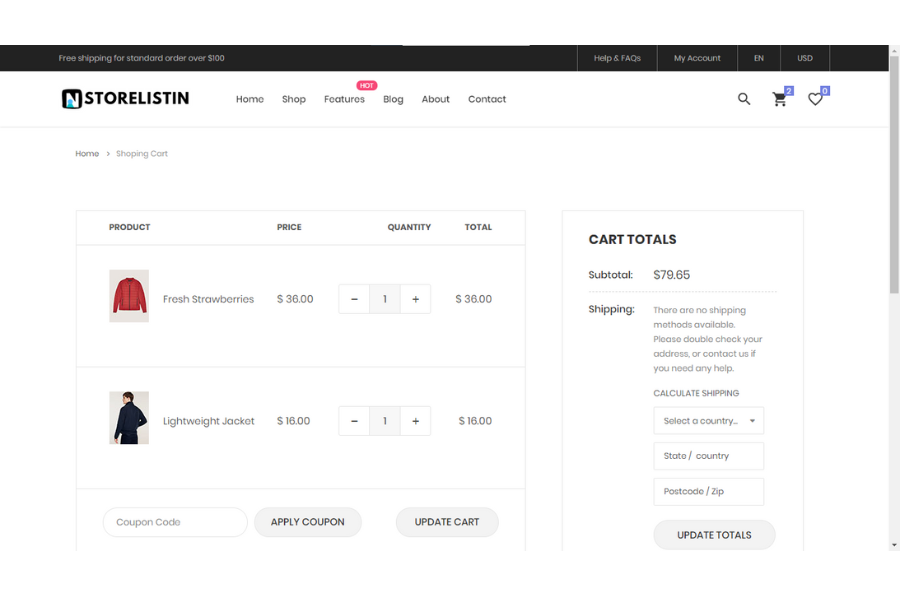 Free shipping for standard order over $100
Help & FAQs
My Account
EN
USD
STORELISTIN
Home
Shop
Features
HOT
Blog
About
Contact
2
0
Home > Shoping Cart
PRODUCT PRICE QUANTITY TOTAL
Fresh Strawberries $ 36.00 − 1 + $ 36.00
Lightweight Jacket $ 16.00 − 1 + $ 16.00
Coupon Code
APPLY COUPON
UPDATE CART
CART TOTALS
Subtotal: $79.65
Shipping: There are no shipping
methods available.
Please double check your
address, or contact us if
you need any help.
CALCULATE SHIPPING
Select a country...
State / country
Postcode / Zip
UPDATE TOTALS